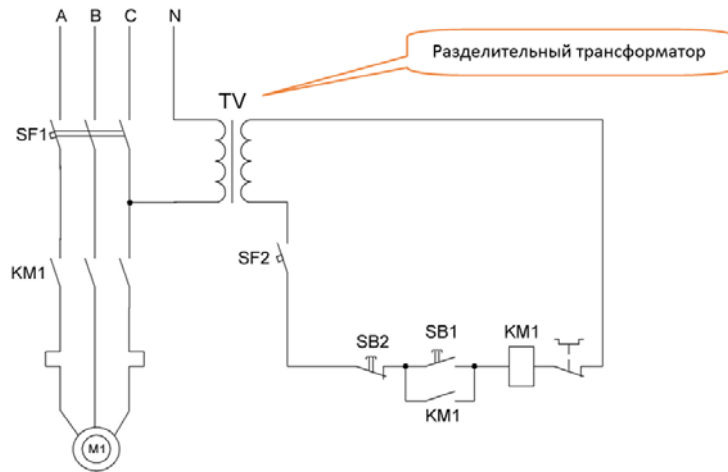 A B C N
Разделительный трансформатор
TV
SF1
SF2
KM1
SB2 SB1 KM1
KM1
M1